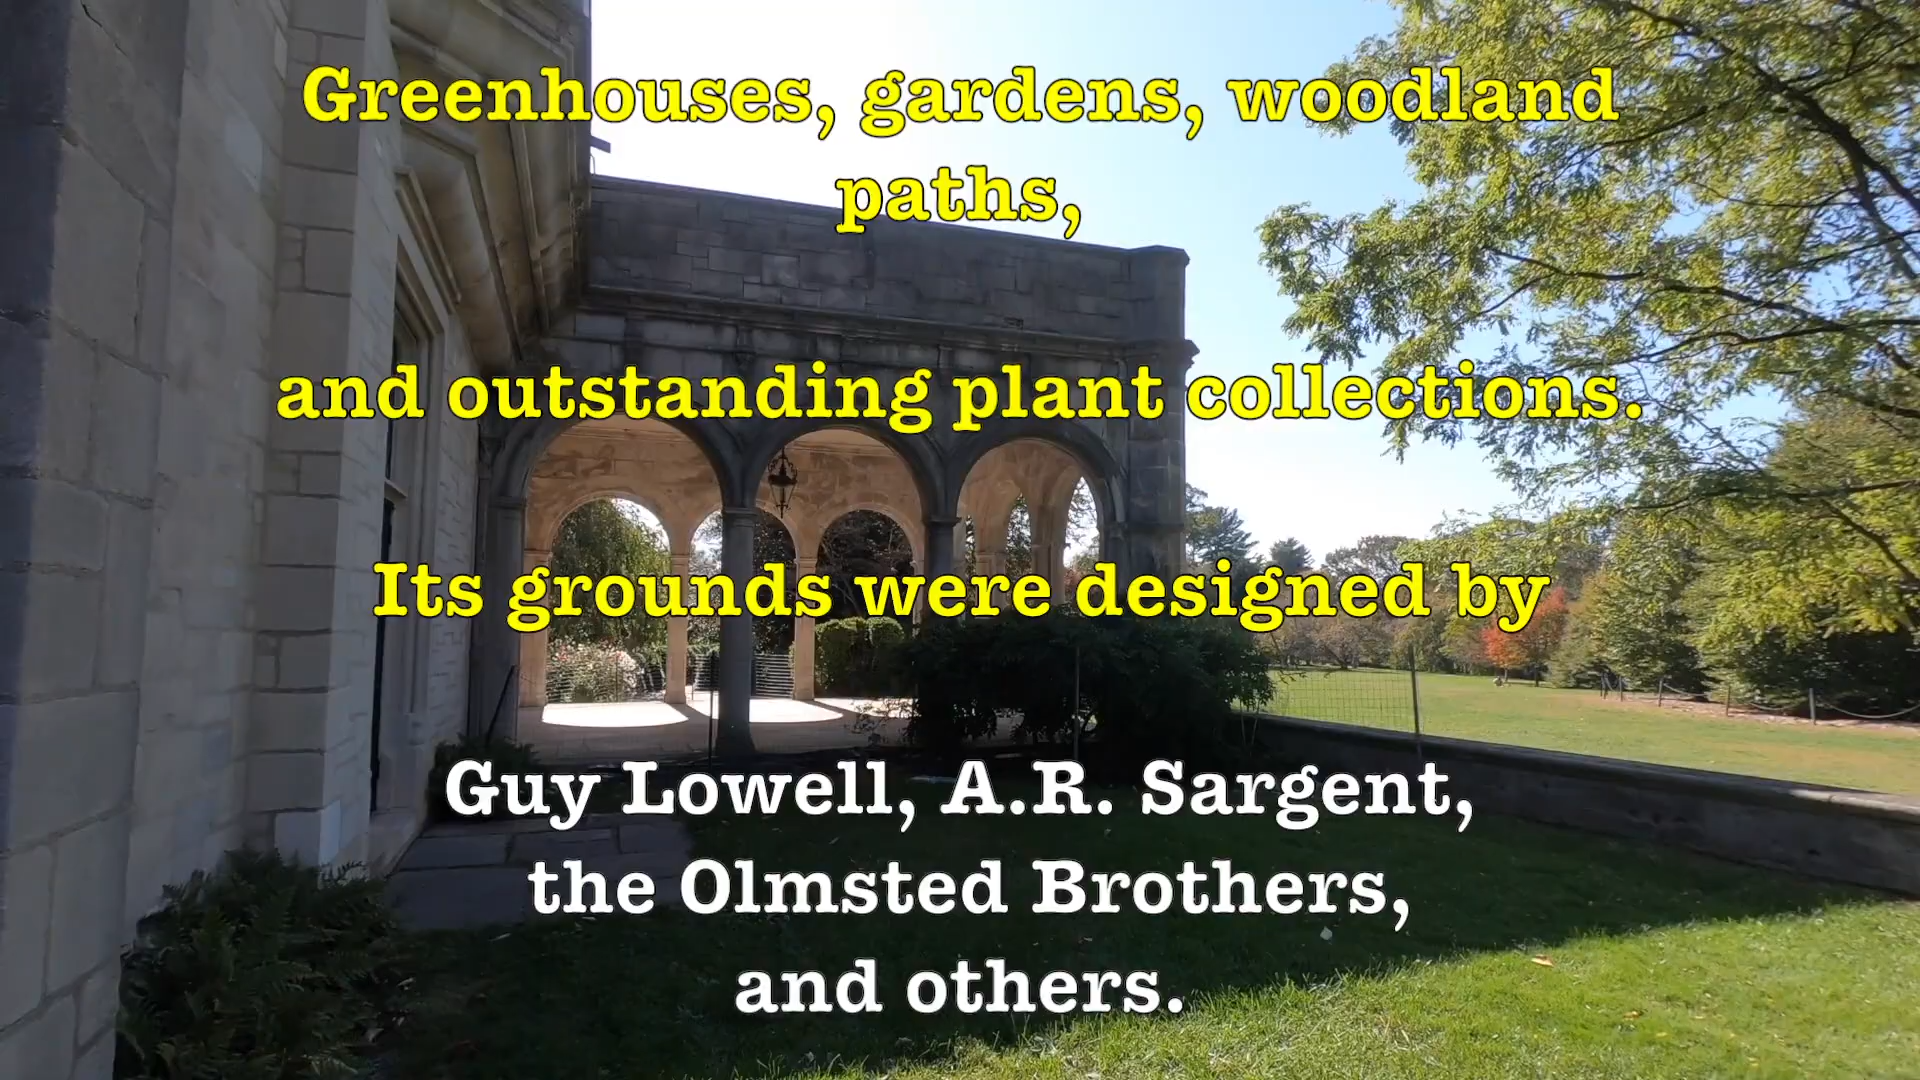 Greenhouses, gardens, woodland
paths,
and outstanding plant collections.
Its grounds were designed by
Guy Lowell, A.R. Sargent,
the Olmsted Brothers,
and others.